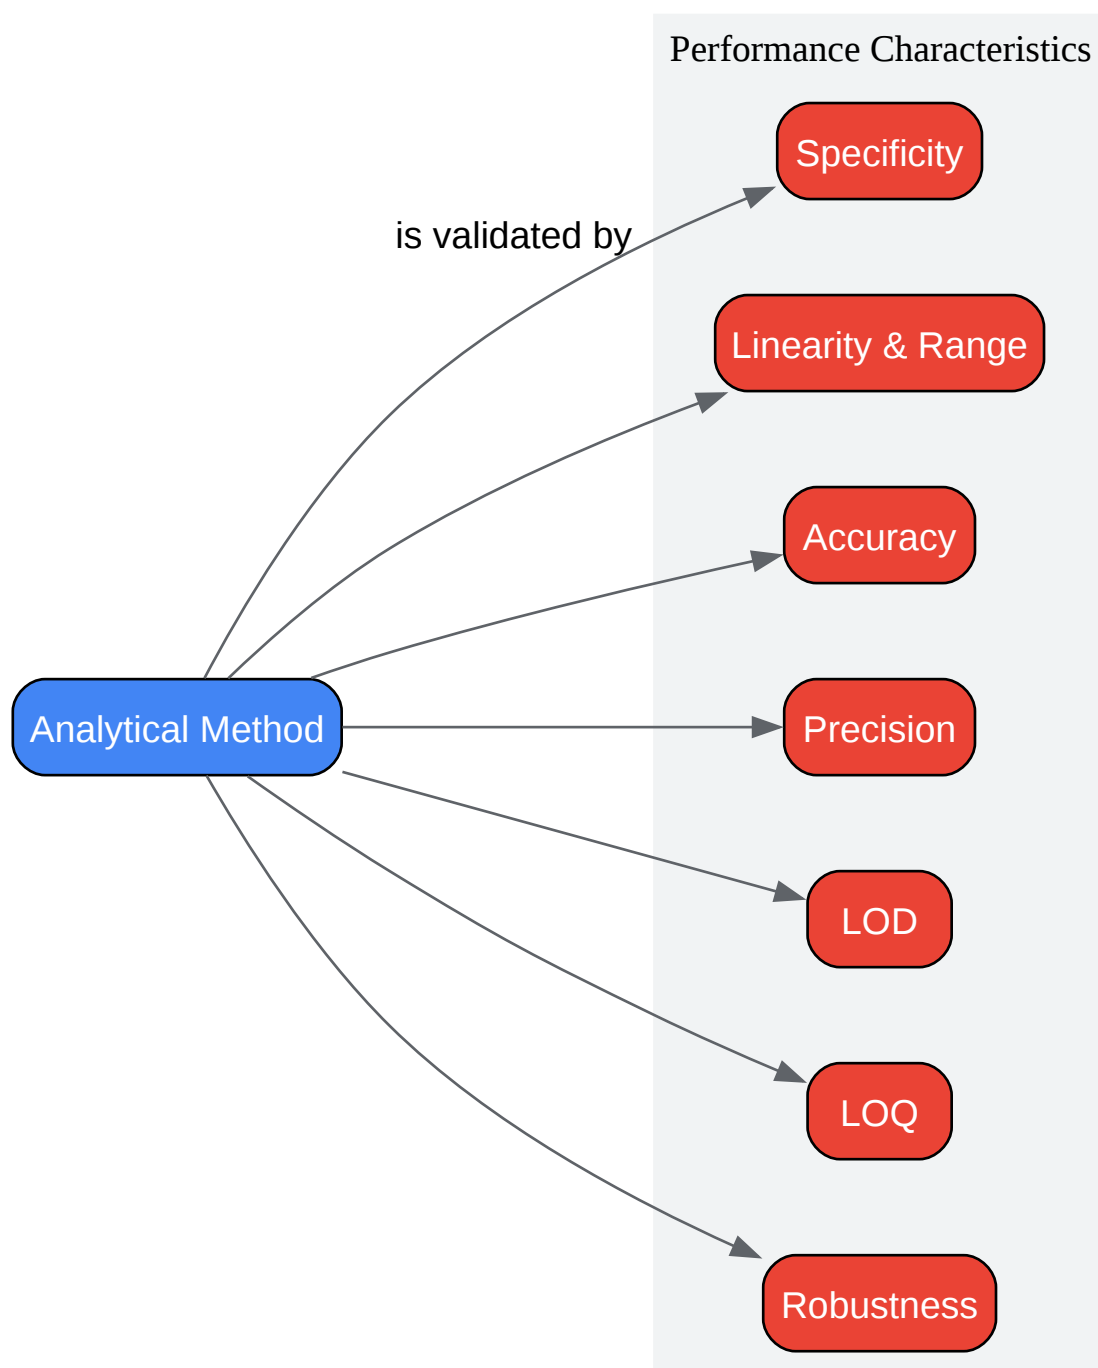 Performance Characteristics
Specificity
is validated by
Linearity & Range
Accuracy
Analytical Method
Precision
LOD
LOQ
Robustness